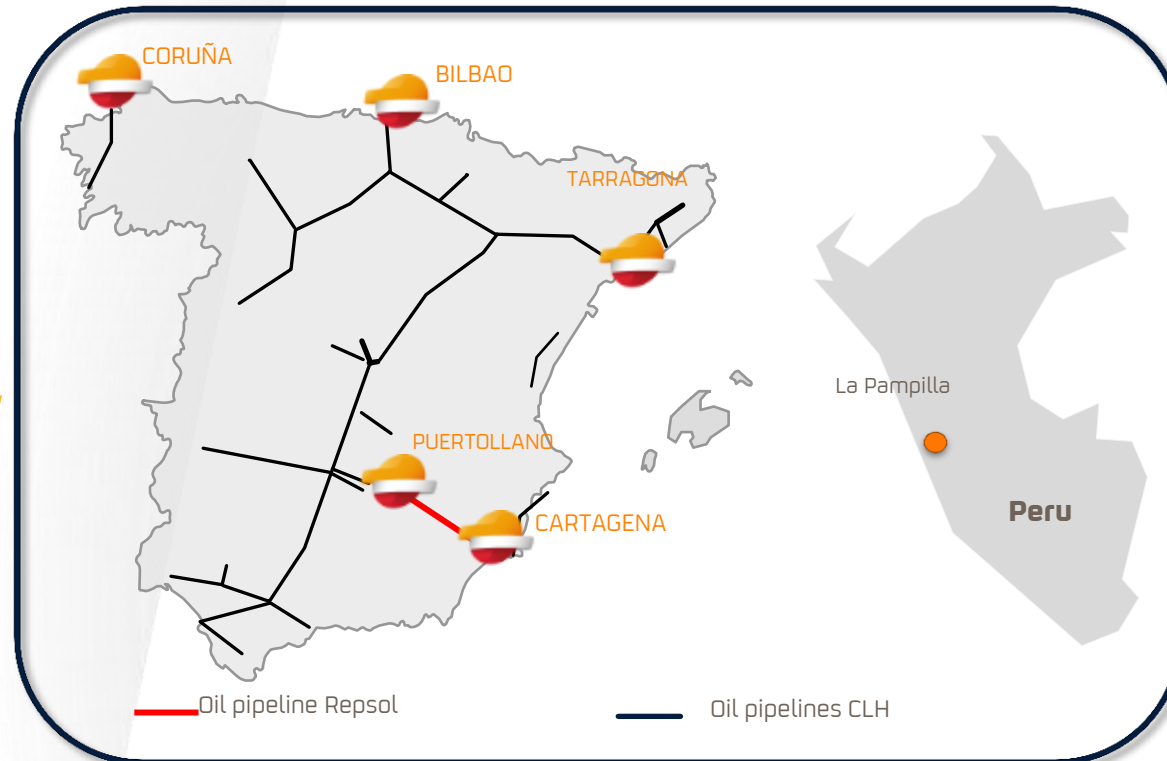 CORUÑA
BILBAO
TARRAGONA
La Pampilla
PUERTOLLANO
Peru
CARTAGENA
Oil pipeline Repsol
Oil pipelines CLH